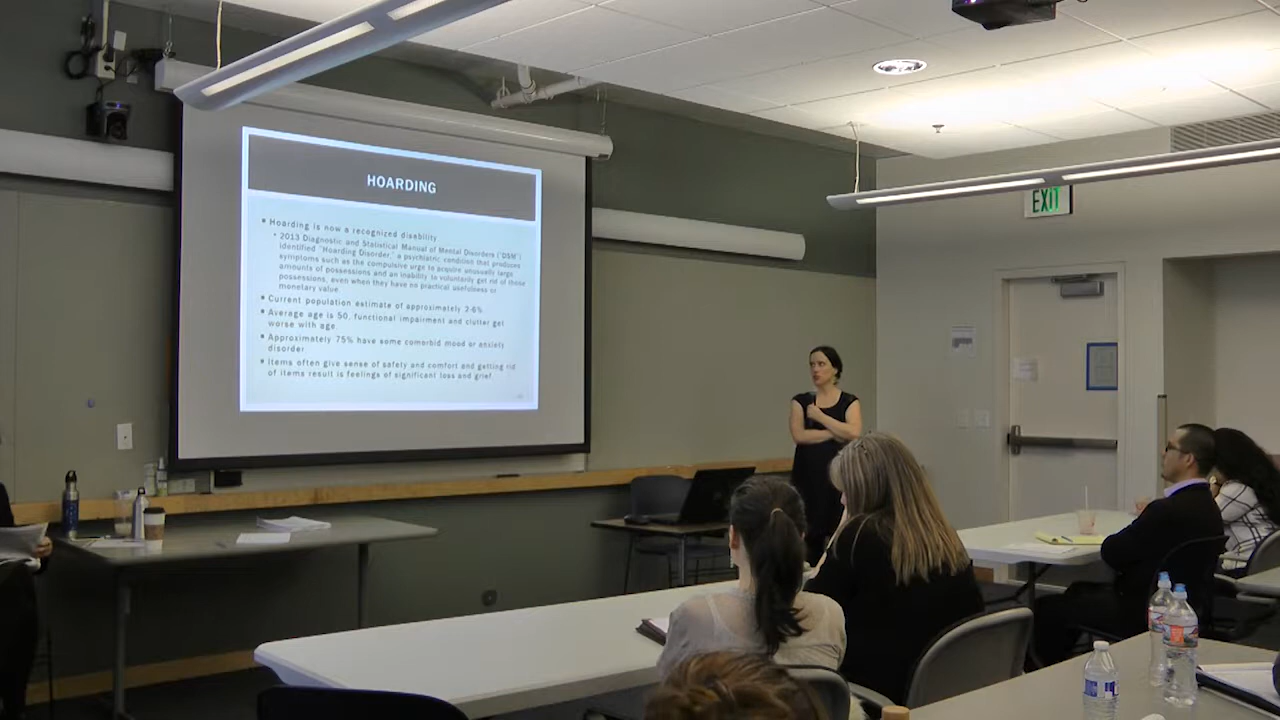 HOARDING
▪ Hoarding is now a recognized disability
• 2013 Diagnostic and Statistical Manual of Mental Disorders ("DSM")
identified "Hoarding Disorder," a psychiatric condition that produces
symptoms such as the compulsive urge to acquire unusually large
amounts of possessions and an inability to voluntarily get rid of those
possessions, even when they have no practical usefulness or
monetary value.
▪ Current population estimate of approximately 2-6%.
▪ Average age is 50, functional impairment and clutter get
worse with age.
▪ Approximately 75% have some comorbid mood or anxiety
disorder
▪ Items often give sense of safety and comfort and getting rid
of items result is feelings of significant loss and grief.
EXIT